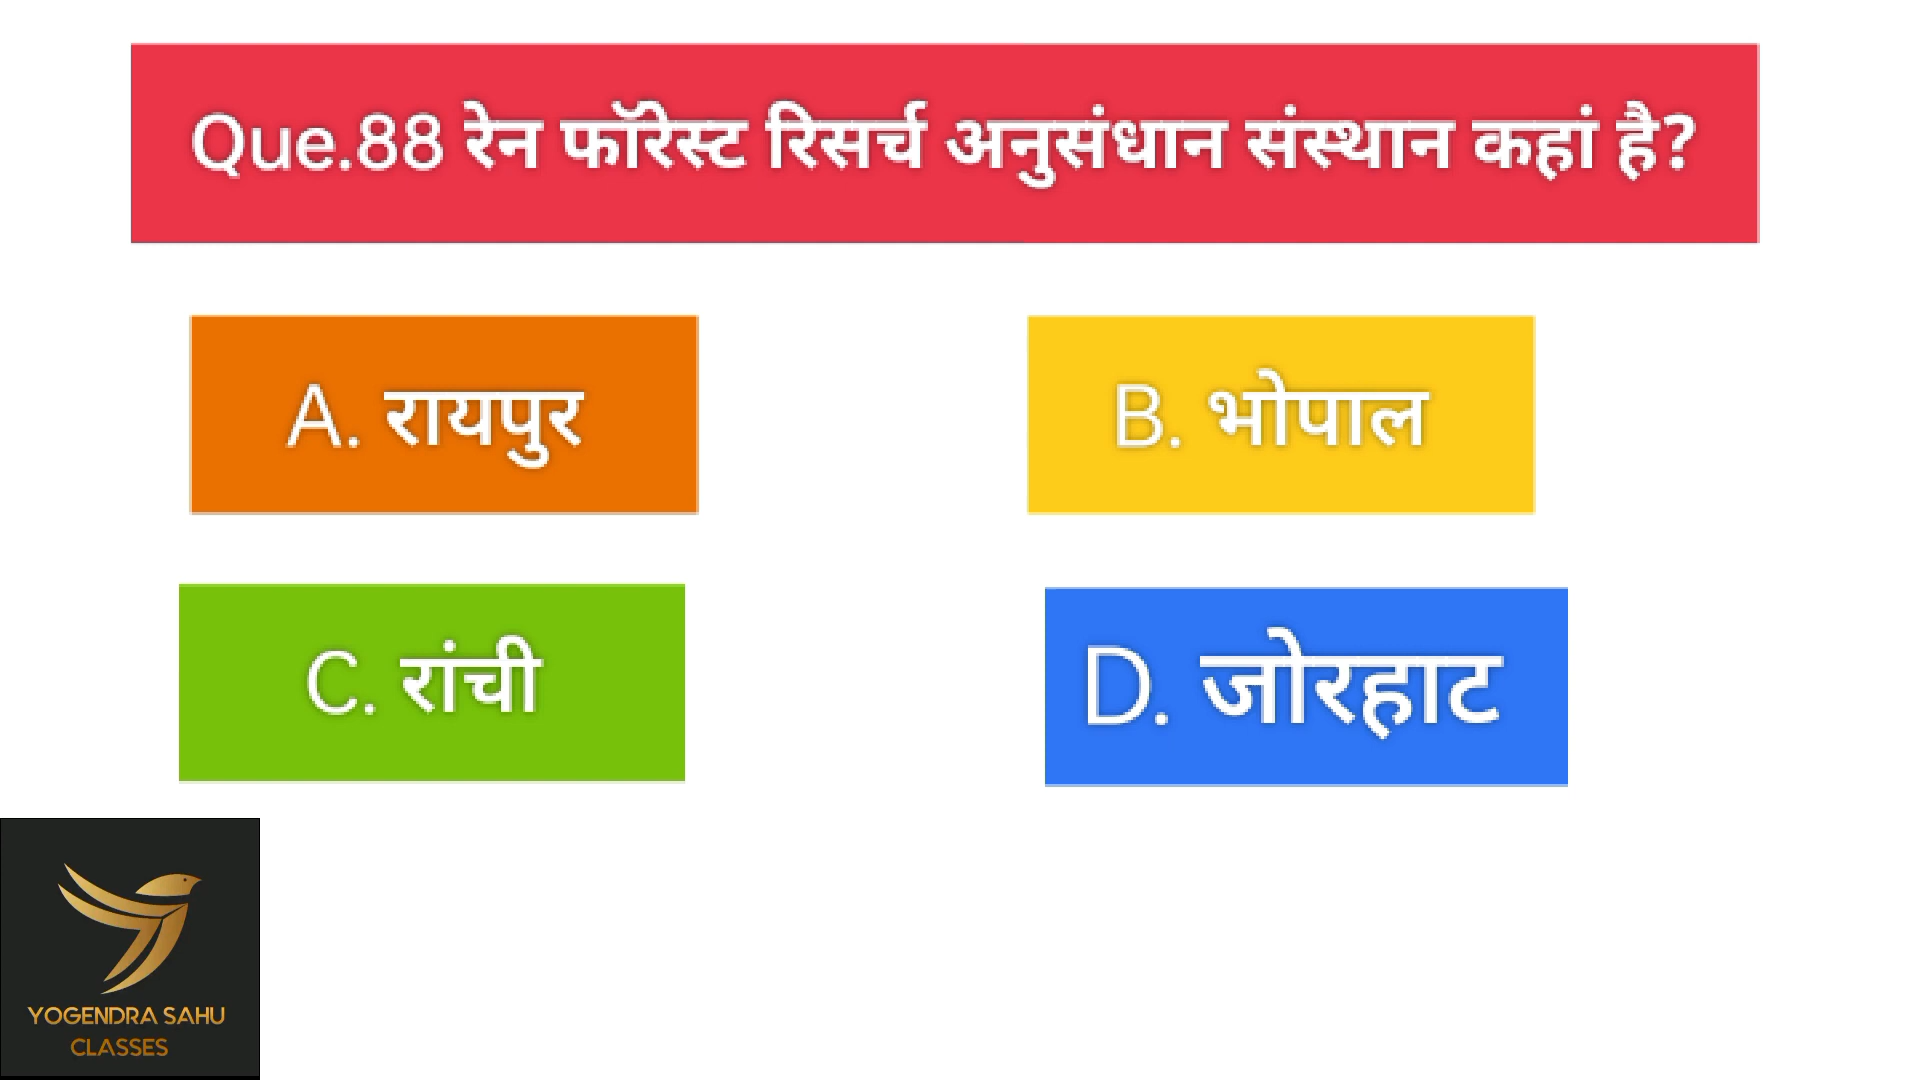 Que.88 रेन फॉरेस्ट रिसर्च अनुसंधान संस्थान कहां है?
A. रायपुर
B. भोपाल
C. रांची
D. जोरहाट
YOGENDRA SAHU
CLASSES